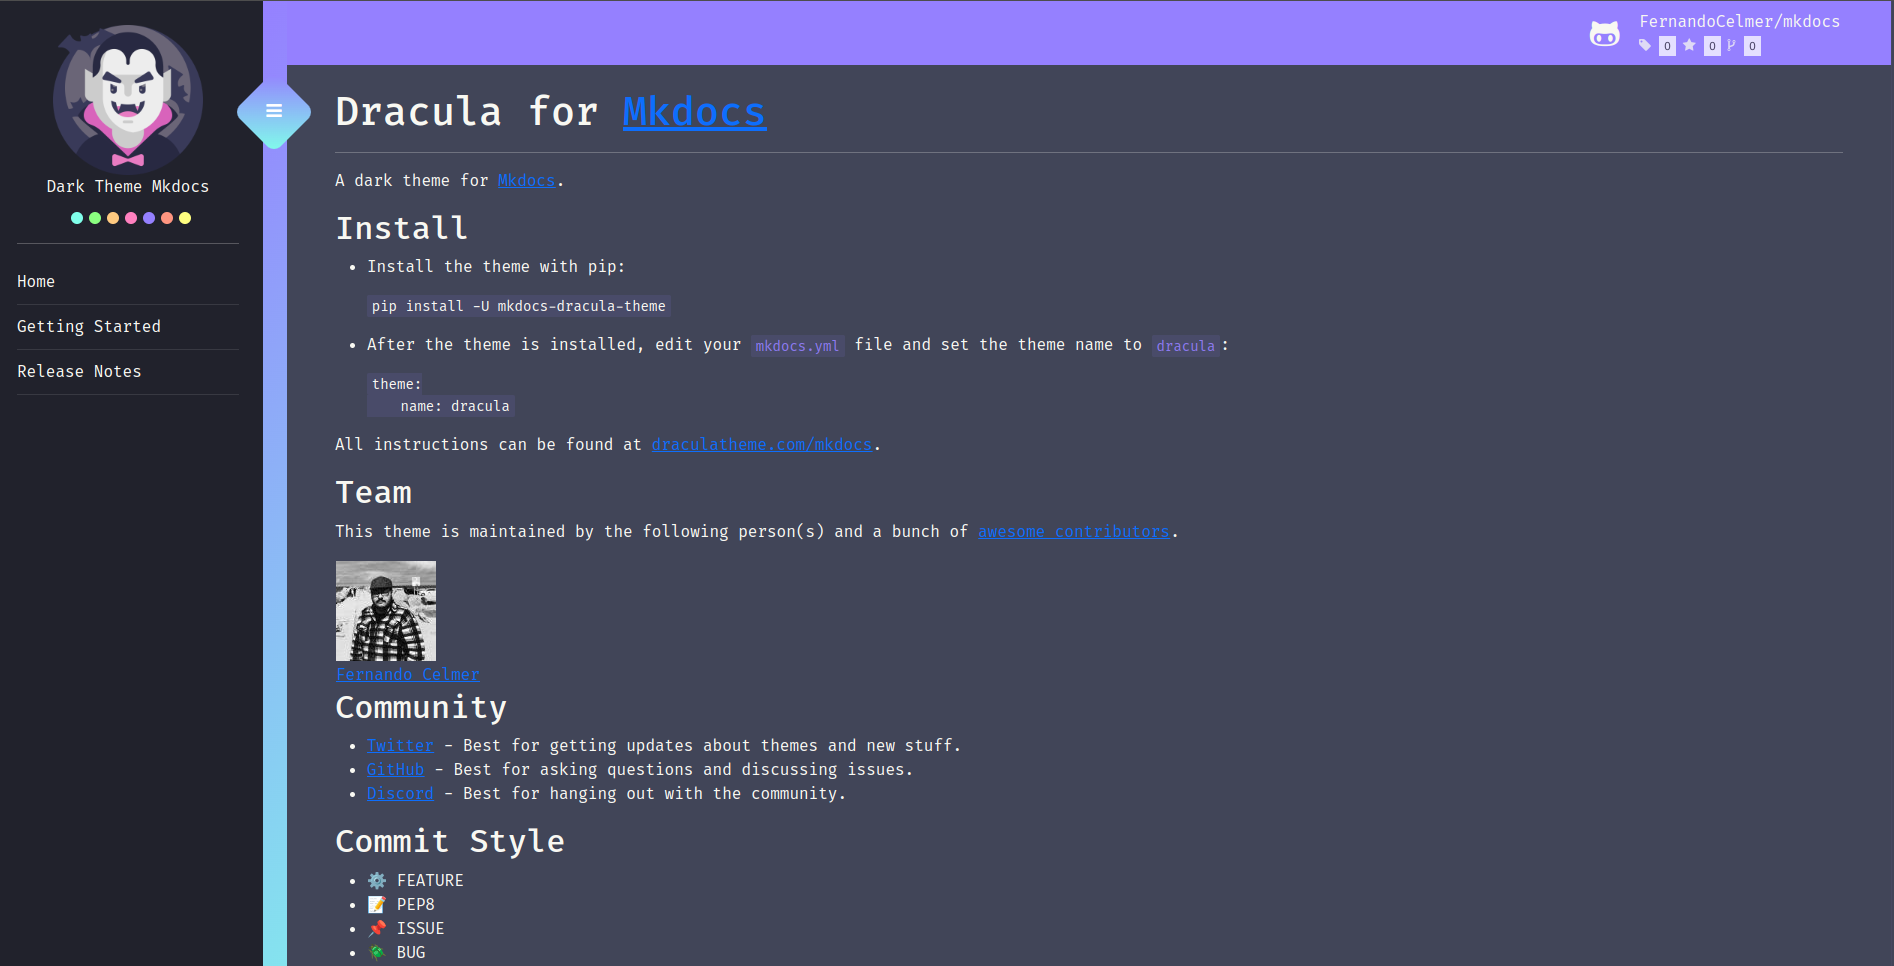 FernandoCelmer/mkdocs
0 0 0
Dark Theme Mkdocs
Home
Getting Started
Release Notes
Dracula for Mkdocs
A dark theme for Mkdocs.
Install
• Install the theme with pip:
pip install -U mkdocs-dracula-theme
• After the theme is installed, edit your mkdocs.yml file and set the theme name to dracula:
theme:
    name: dracula
All instructions can be found at draculatheme.com/mkdocs.
Team
This theme is maintained by the following person(s) and a bunch of awesome contributors.
Fernando Celmer
Community
• Twitter - Best for getting updates about themes and new stuff.
• GitHub - Best for asking questions and discussing issues.
• Discord - Best for hanging out with the community.
Commit Style
• ⚙️ FEATURE
• 📝 PEP8
• 📌 ISSUE
• 🪲 BUG